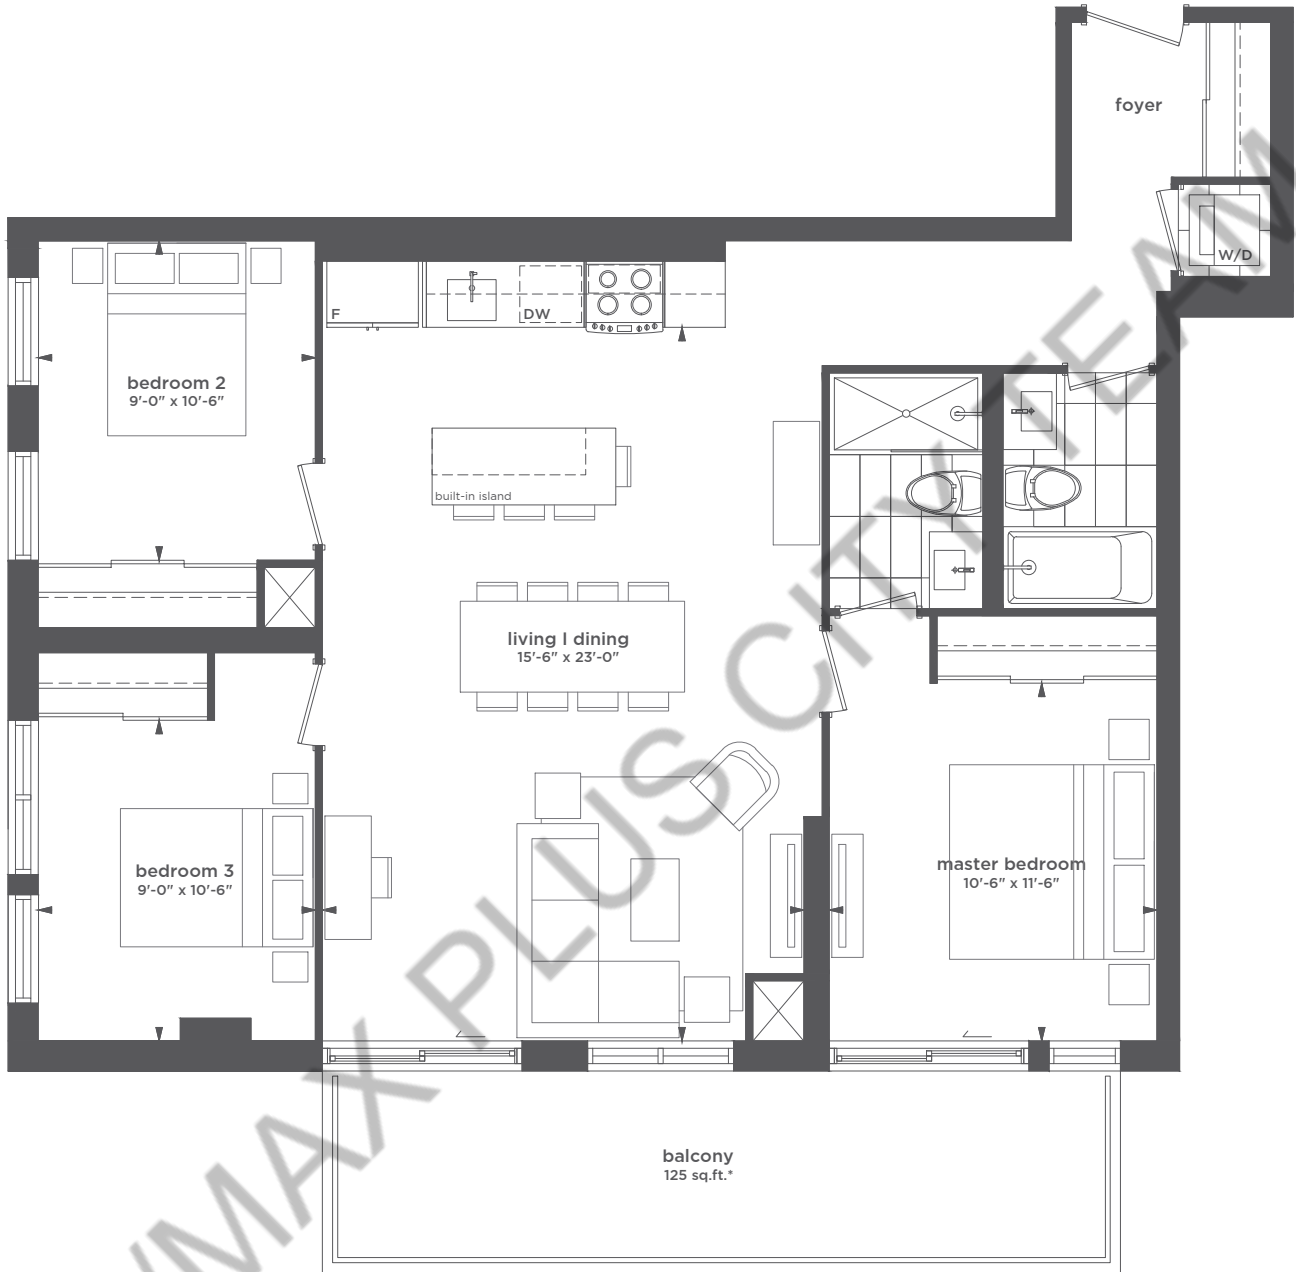 foyer
W/D
F
DW
bedroom 2
9'-0" x 10'-6"
built-in island
living | dining
15'-6" x 23'-0"
bedroom 3
9'-0" x 10'-6"
master bedroom
10'-6" x 11'-6"
balcony
125 sq.ft.*
/MAX PLUS CITY TEAM